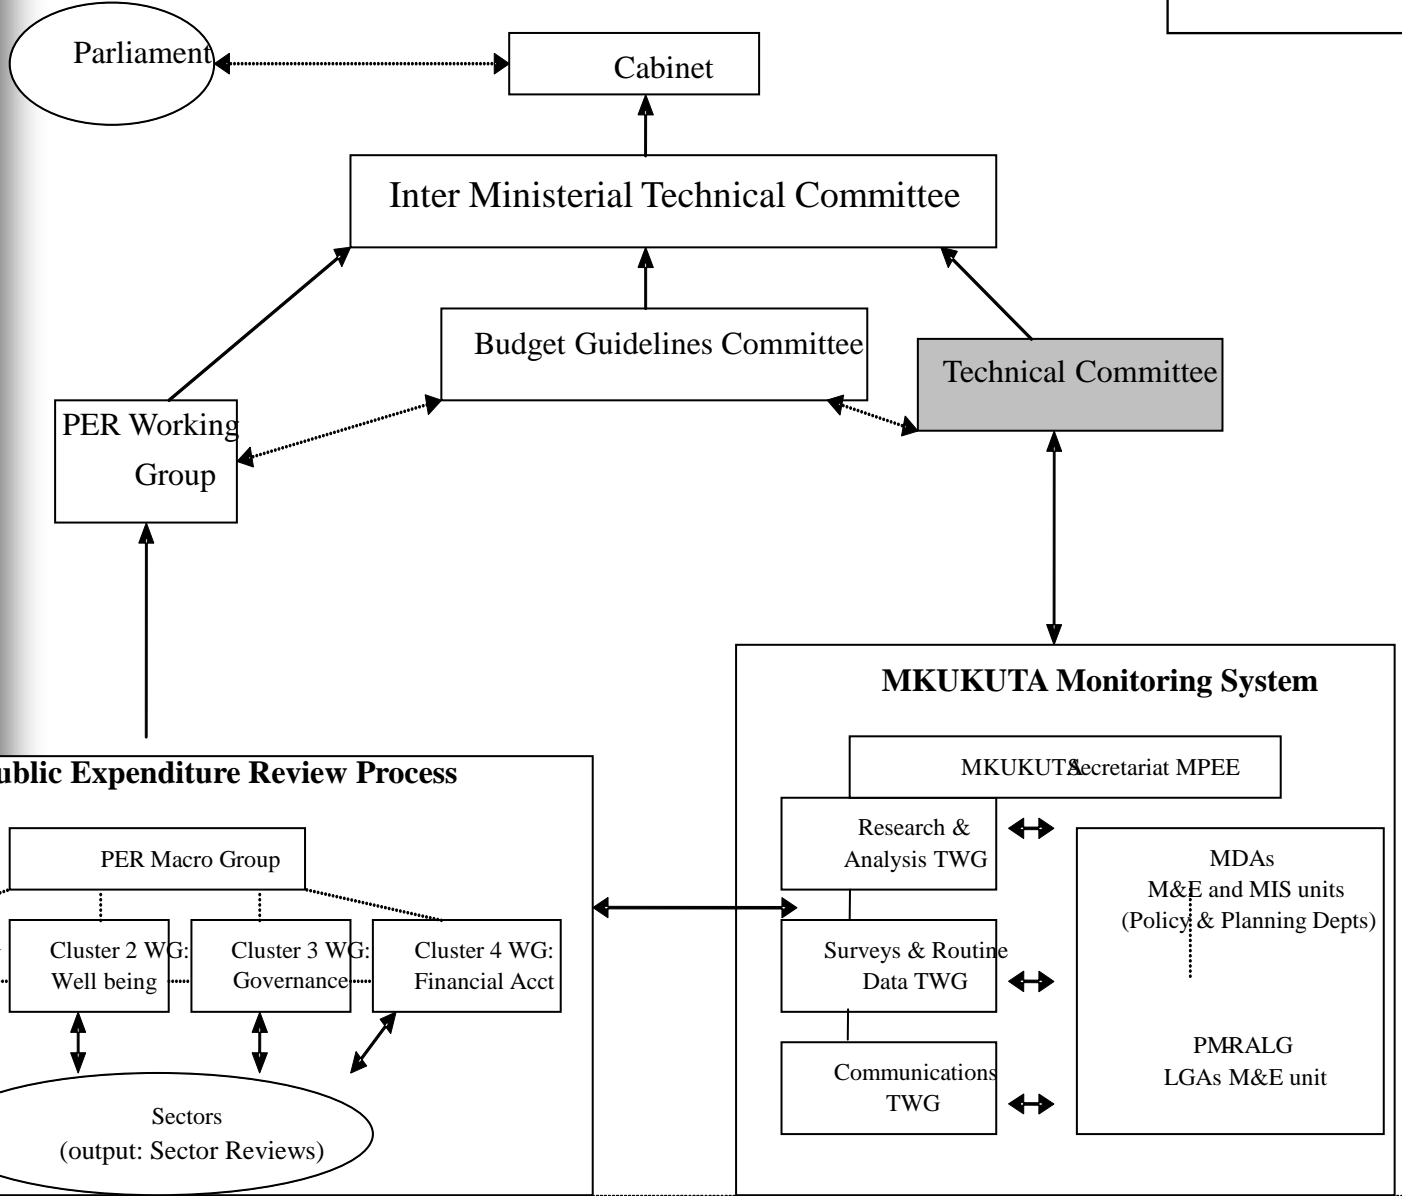 Parliament
Cabinet
Inter Ministerial Technical Committee
Budget Guidelines Committee
Technical Committee
PER Working
Group
MKUKUTA Monitoring System
ublic Expenditure Review Process
MKUKUTA Secretariat MPEE
PER Macro Group
Research &
Analysis TWG
MDAs
M&E and MIS units
(Policy & Planning Depts)
Cluster 2 WG:
Well being
Cluster 3 WG:
Governance
Cluster 4 WG:
Financial Acct
Surveys & Routine
Data TWG
PM-RALG
LGAs M&E unit
Communications
TWG
Sectors
(output: Sector Reviews)